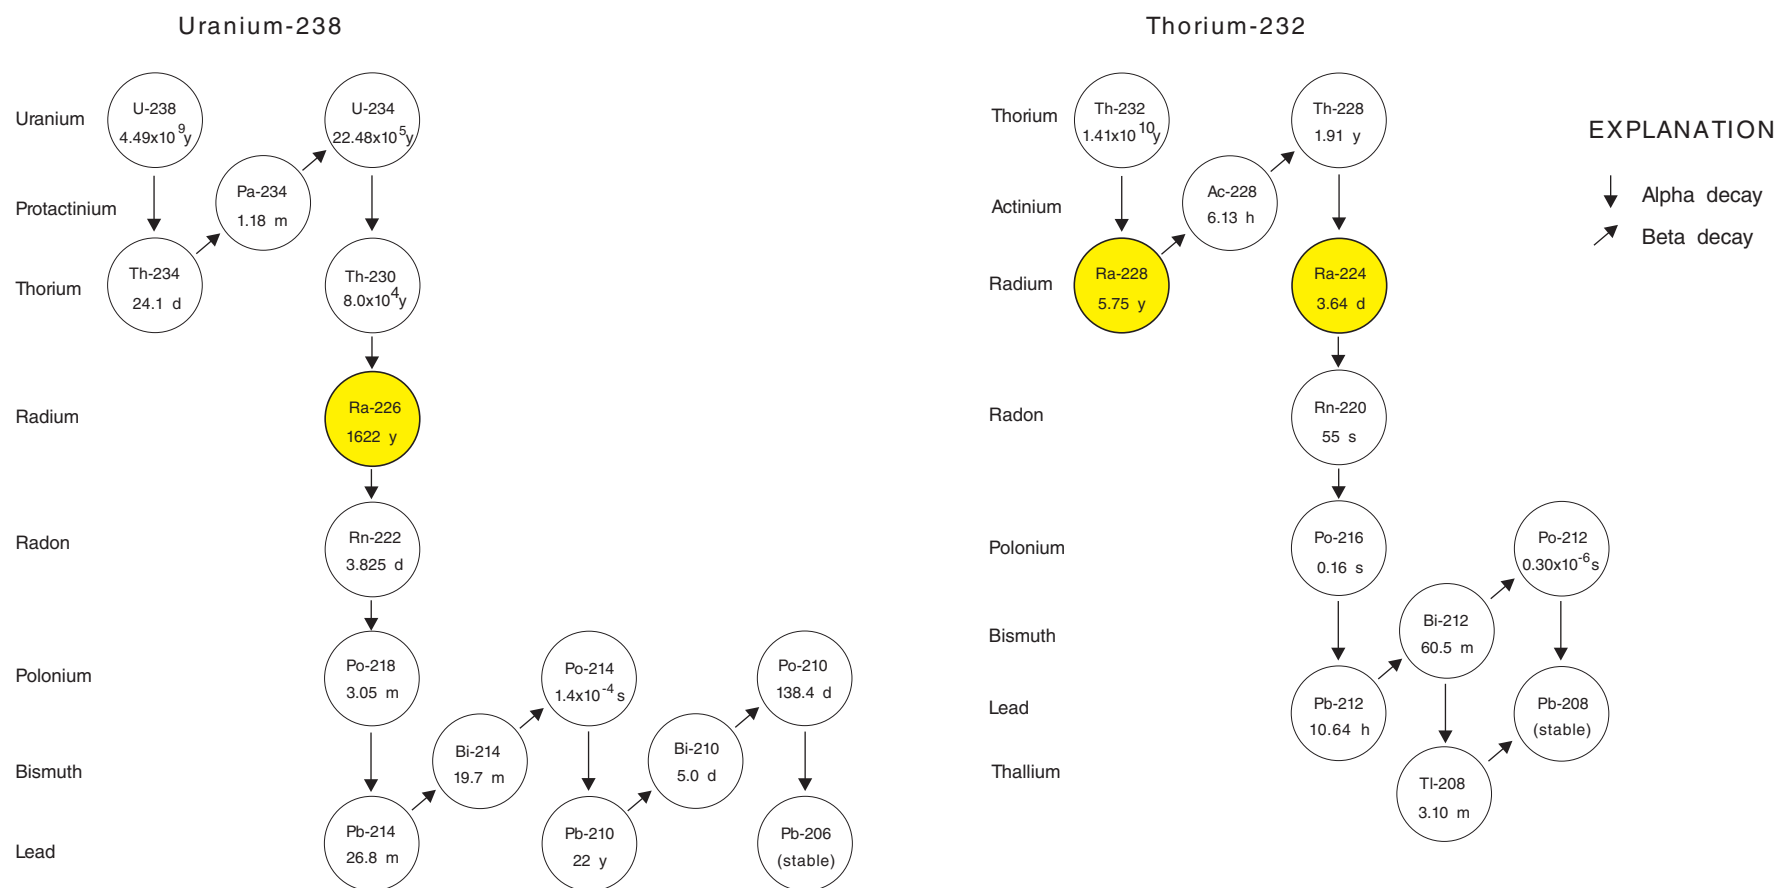 Uranium-238
Uranium
Protactinium
Thorium
Radium
Radon
Polonium
Bismuth
Lead
U-238
4.49x10⁹y
Th-234
24.1 d
Pa-234
1.18 m
U-234
22.48x10⁵y
Th-230
8.0x10⁴y
Ra-226
1622 y
Rn-222
3.825 d
Po-218
3.05 m
Pb-214
26.8 m
Bi-214
19.7 m
Po-214
1.4x10⁻⁴s
Pb-210
22 y
Bi-210
5.0 d
Po-210
138.4 d
Pb-206
(stable)
Thorium-232
Thorium
Actinium
Radium
Radon
Polonium
Bismuth
Lead
Thallium
Th-232
1.41x10¹⁰y
Ra-228
5.75 y
Ac-228
6.13 h
Th-228
1.91 y
Ra-224
3.64 d
Rn-220
55 s
Po-216
0.16 s
Pb-212
10.64 h
Bi-212
60.5 m
Po-212
0.30x10⁻⁶s
Tl-208
3.10 m
Pb-208
(stable)
EXPLANATION
Alpha decay
Beta decay